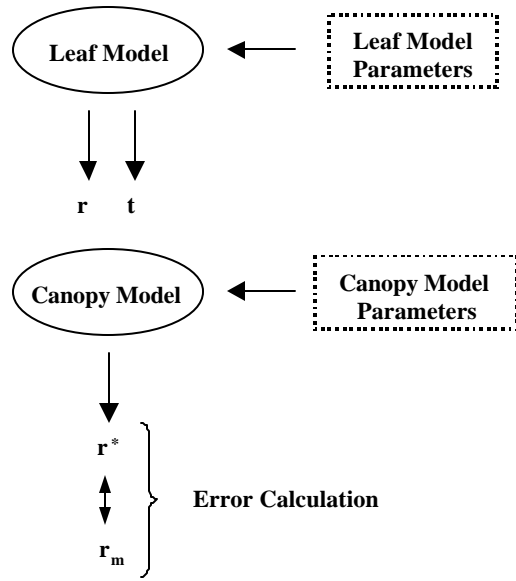 Leaf Model
Leaf Model
Parameters
r t
Canopy Model
Canopy Model
Parameters
r*
Error Calculation
rm